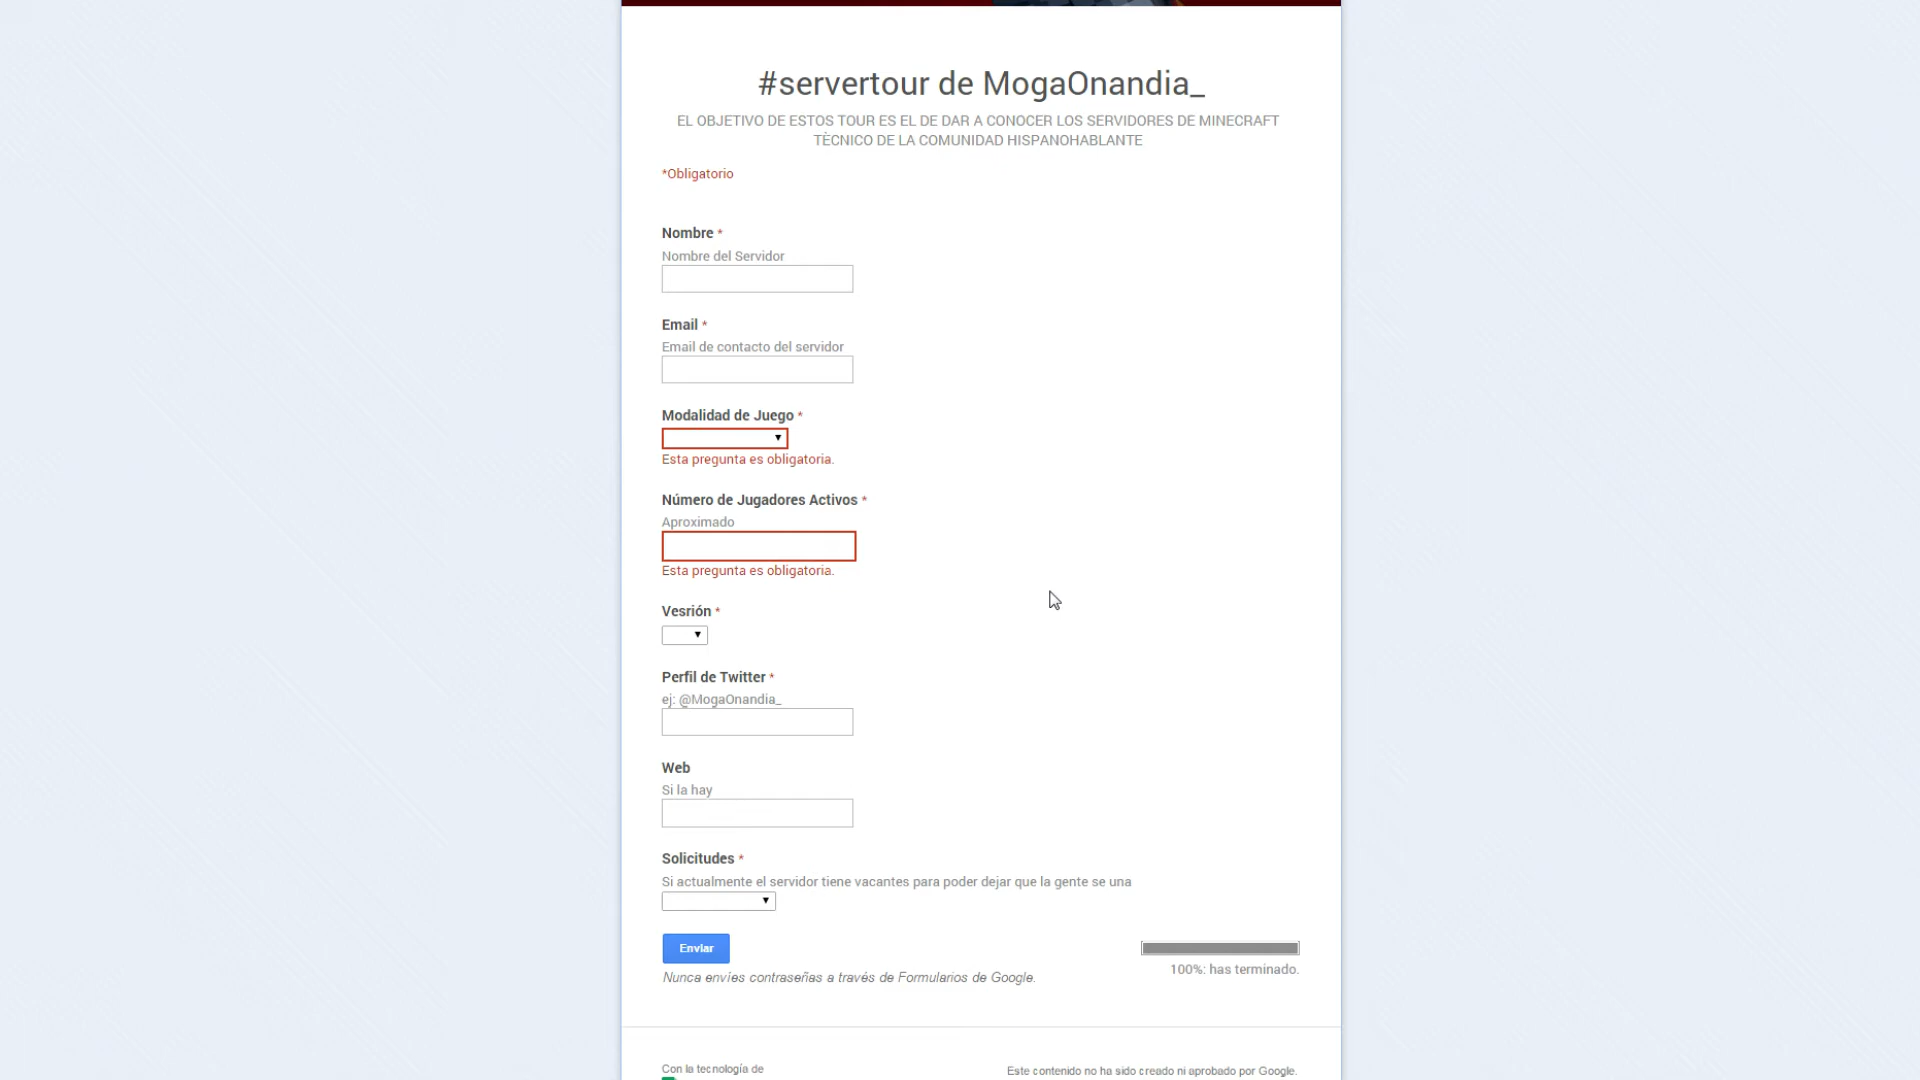 #servertour de MogaOnandia_
EL OBJETIVO DE ESTOS TOUR ES EL DE DAR A CONOCER LOS SERVIDORES DE MINECRAFT
TÈCNICO DE LA COMUNIDAD HISPANOHABLANTE
*Obligatorio
Nombre *
Nombre del Servidor
Email *
Email de contacto del servidor
Modalidad de Juego *
Esta pregunta es obligatoria.
Número de Jugadores Activos *
Aproximado
Esta pregunta es obligatoria.
Vesrión *
Perfil de Twitter *
ej: @MogaOnandia_
Web
Si la hay
Solicitudes *
Si actualmente el servidor tiene vacantes para poder dejar que la gente se una
Enviar
100%: has terminado.
Nunca envíes contraseñas a través de Formularios de Google.
Con la tecnología de
Este contenido no ha sido creado ni aprobado por Google.